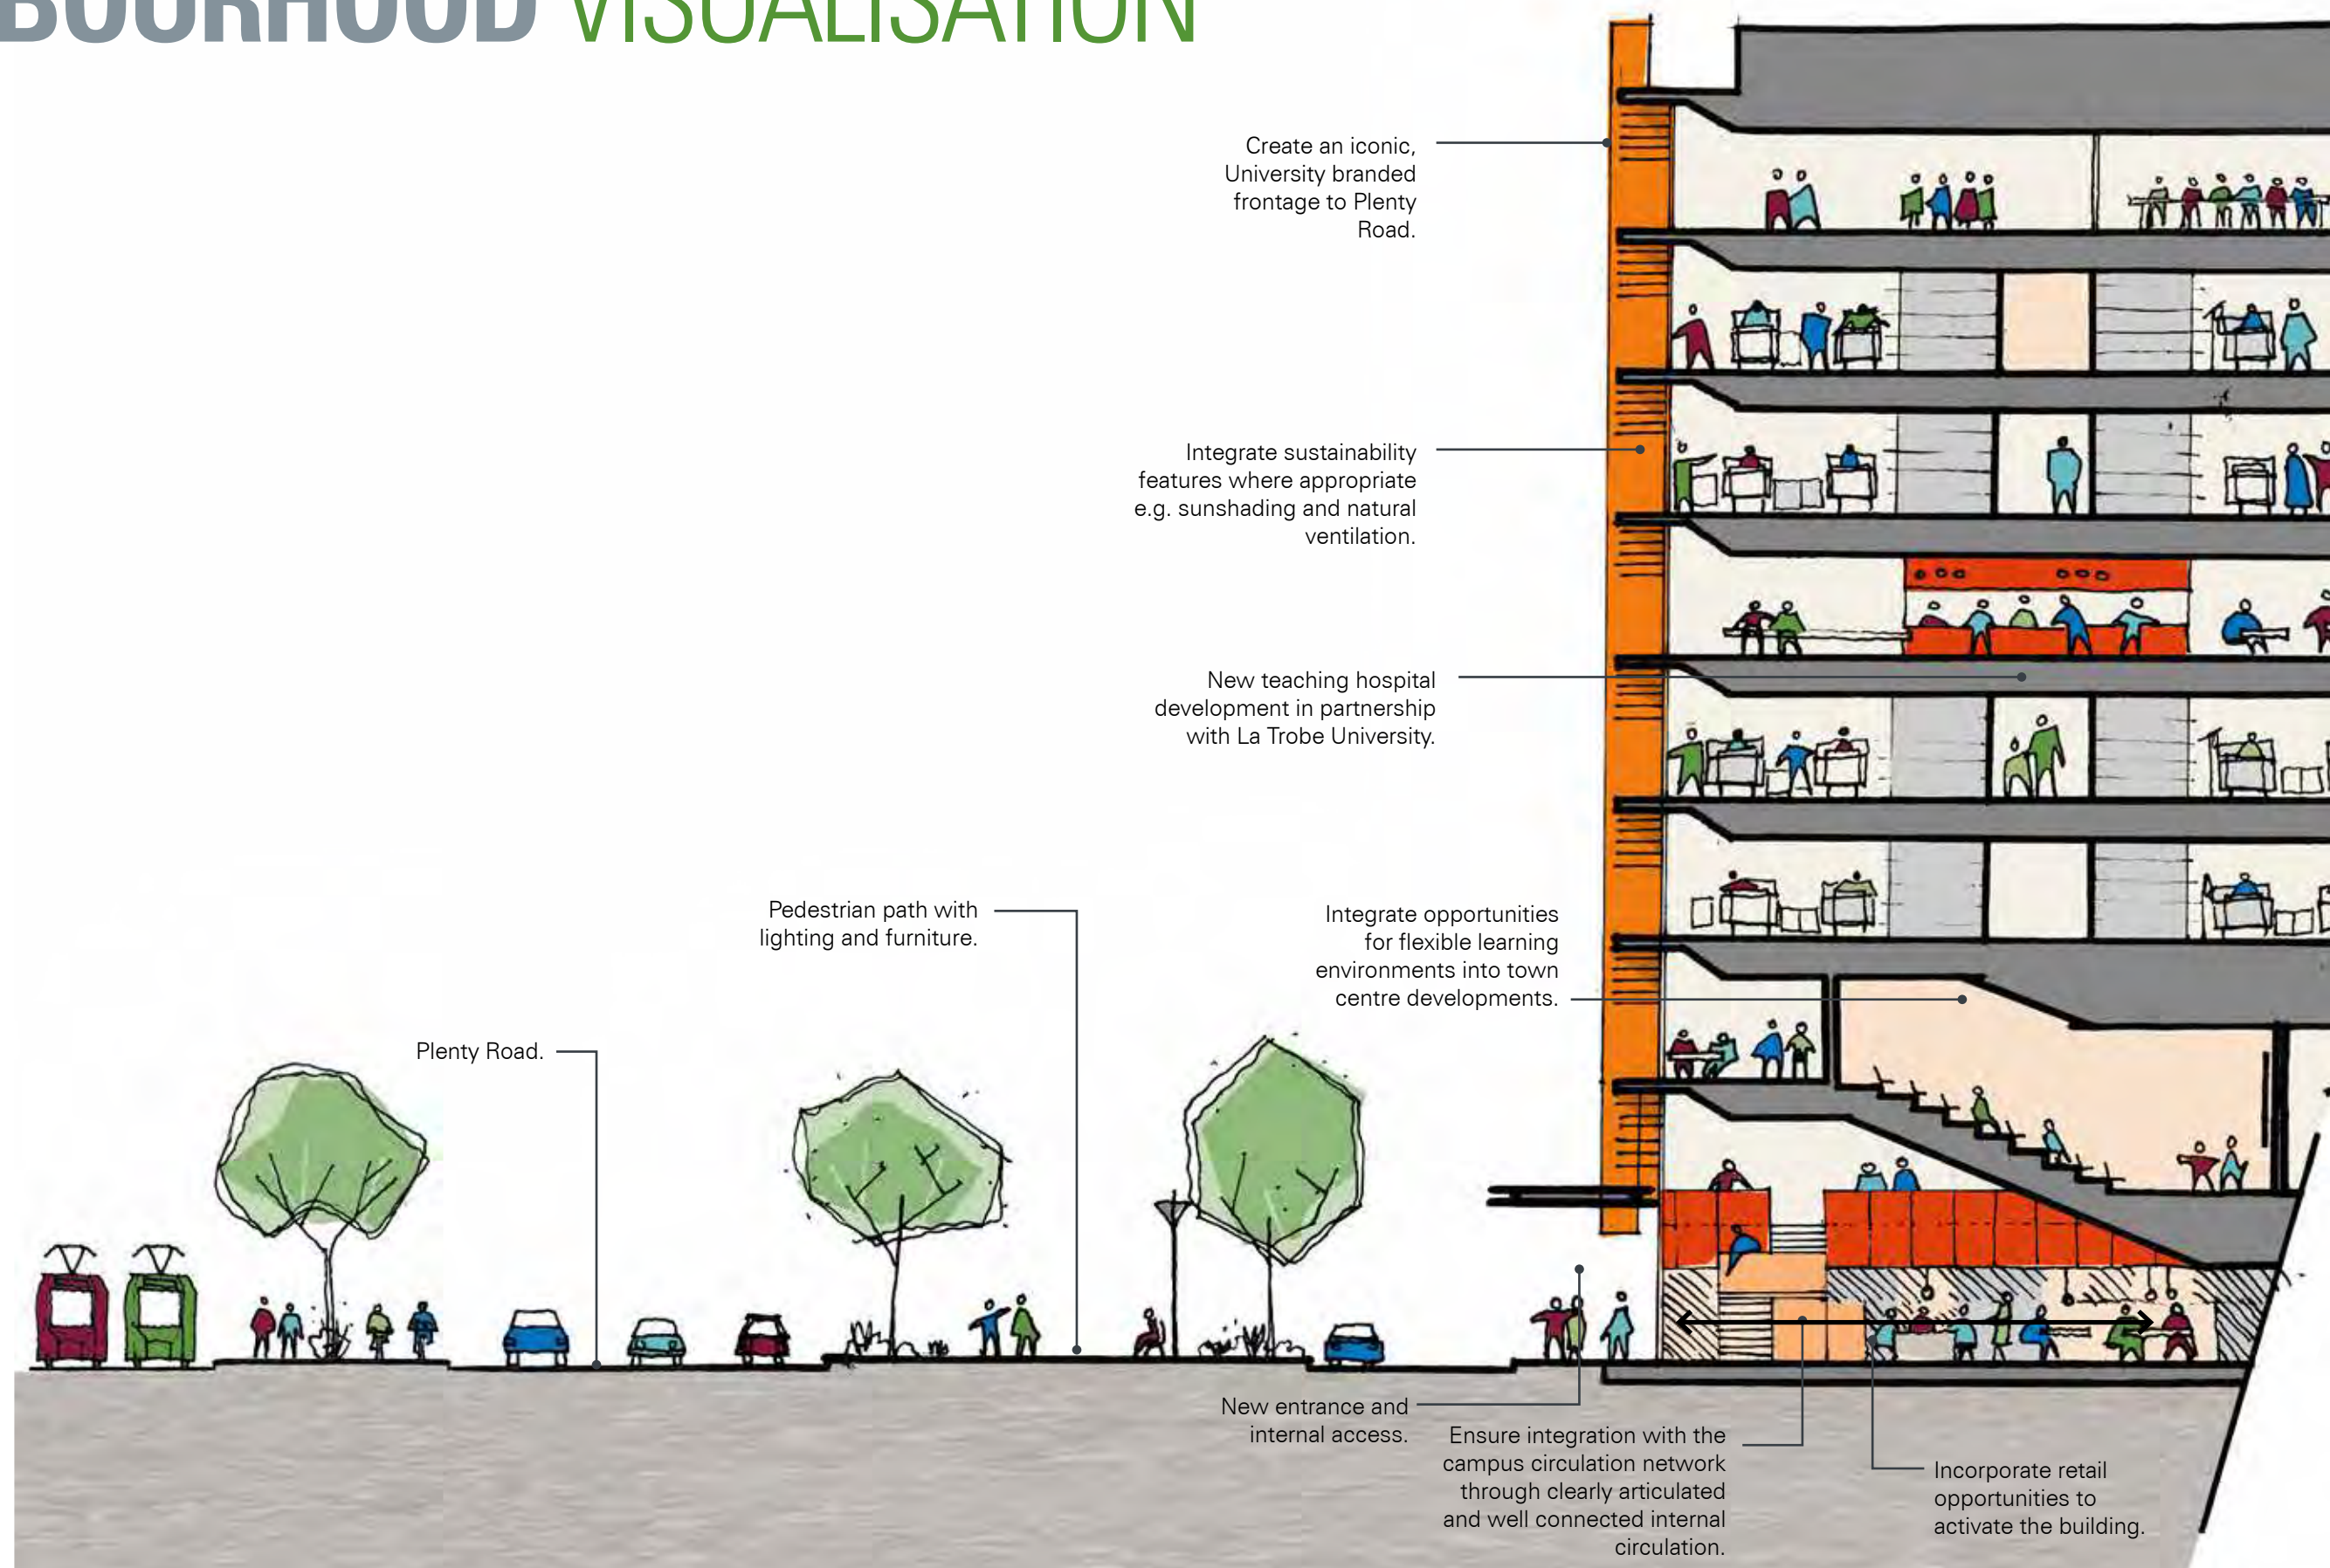 BOURHOOD VISUALISATION
Create an iconic,
University branded
frontage to Plenty
Road.
Integrate sustainability
features where appropriate
e.g. sunshading and natural
ventilation.
New teaching hospital
development in partnership
with La Trobe University.
Pedestrian path with
lighting and furniture.
Integrate opportunities
for flexible learning
environments into town
centre developments.
Plenty Road.
New entrance and
internal access.
Ensure integration with the
campus circulation network
through clearly articulated
and well connected internal
circulation.
Incorporate retail
opportunities to
activate the building.